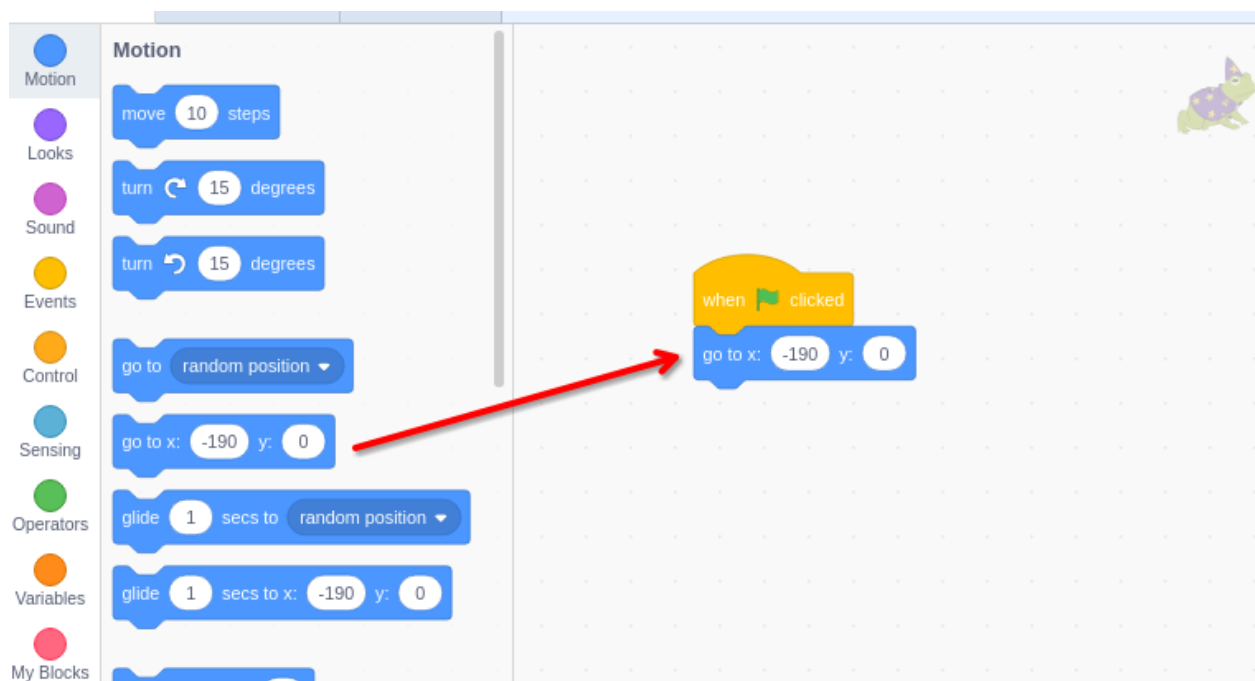 Motion
Looks
Sound
Events
Control
Sensing
Operators
Variables
My Blocks
Motion
move 10 steps
turn 15 degrees
turn 15 degrees
go to random position
go to x: -190 y: 0
glide 1 secs to random position
glide 1 secs to x: -190 y: 0
when clicked
go to x: -190 y: 0